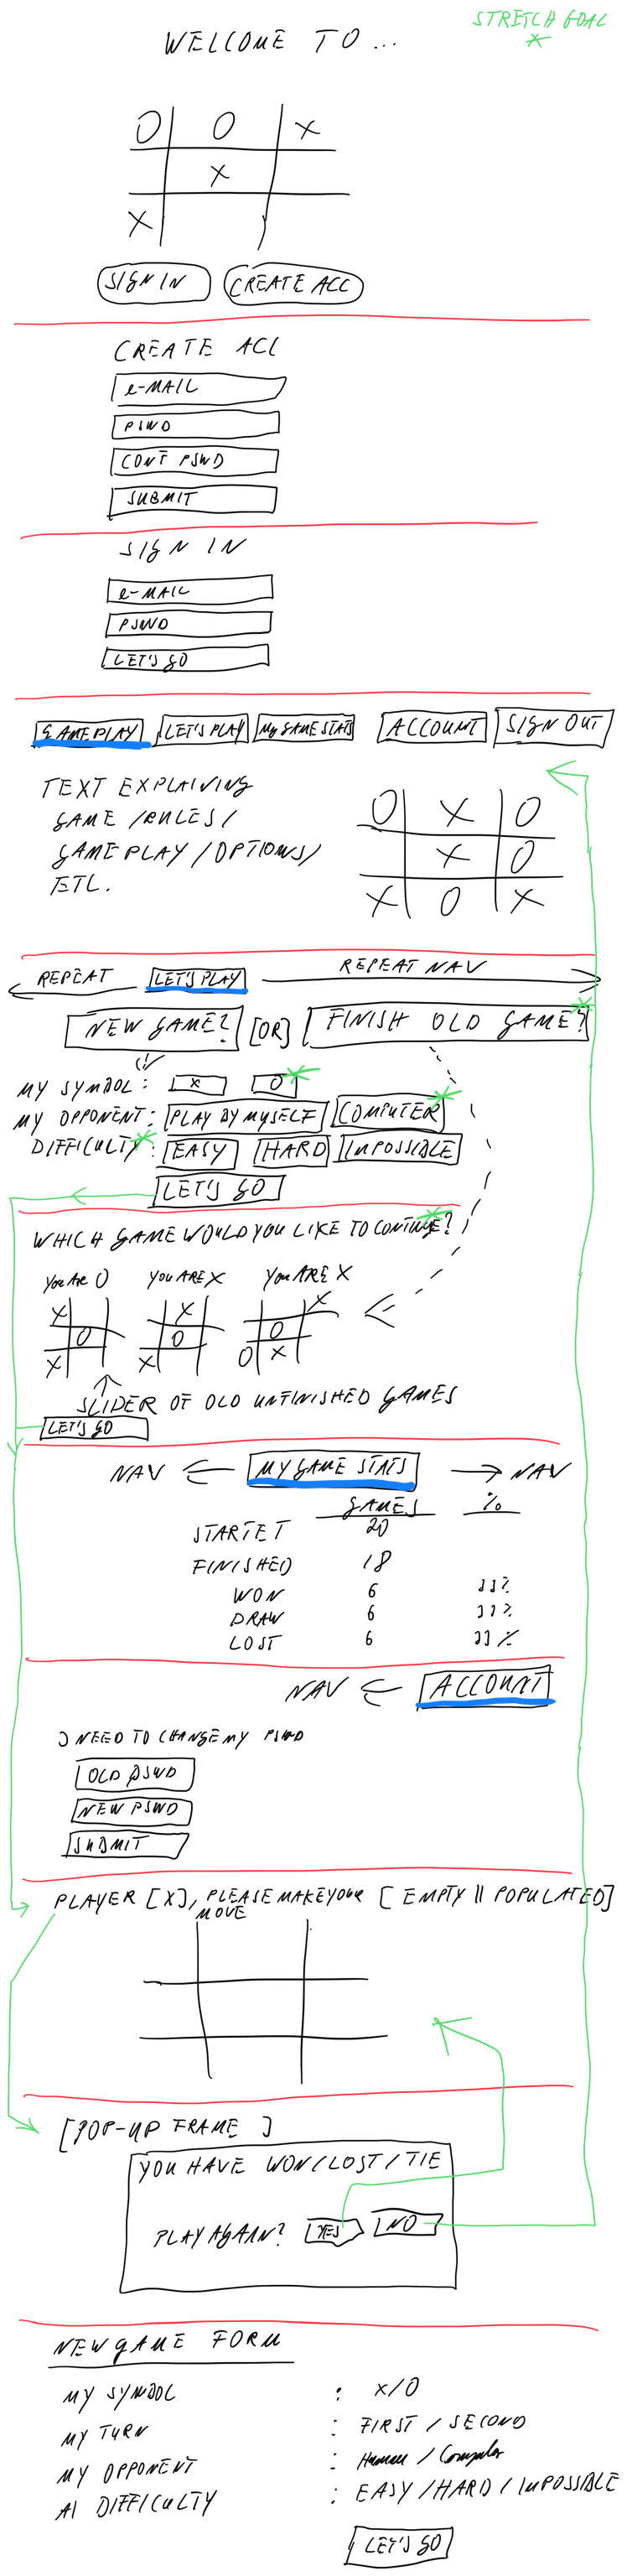 STRETCH GOAL
*
WELCOME TO ...
O O X
X
X
SIGN IN CREATE ACC
CREATE ACC
e-MAIL
PSWD
CONF PSWD
SUBMIT
SIGN IN
e-MAIL
PSWD
LET'S GO
GAMEPLAY LET'S PLAY My GAME STATS ACCOUNT SIGN OUT
TEXT EXPLAINING
GAME /RULES/
GAMEPLAY /OPTIONS/
ETC.
O X O
X O
X O X
REPEAT LET'S PLAY REPEAT NAV
NEW GAME? [OR] FINISH OLD GAME? *
MY SYMBOL: X O *
MY OPPONENT: PLAY BY MYSELF COMPUTER *
DIFFICULTY *: EASY HARD IMPOSSIBLE
LET'S GO
WHICH GAME WOULD YOU LIKE TO CONTINUE? *
You ARE O YOU ARE X You ARE X
X X X
O O O
X X O X
SLIDER OF OLD UNFINISHED GAMES
LET'S GO
NAV MY GAME STATS NAV
GAMES %
STARTET 20
FINISHED 18
WON 6 33%
DRAW 6 33%
LOST 6 33%
NAV ACCOUNT
I NEED TO CHANGE MY PSWD
OLD PSWD
NEW PSWD
SUBMIT
PLAYER [X], PLEASE MAKE YOUR [EMPTY || POPULATED]
MOVE
[POP-UP FRAME ]
YOU HAVE WON/LOST/TIE
PLAY AGAIN? YES NO
NEW GAME FORM
MY SYMBOL : X/O
MY TURN : FIRST / SECOND
MY OPPONENT : Human / Computer
AI DIFFICULTY : EASY /HARD / IMPOSSIBLE
LET'S GO